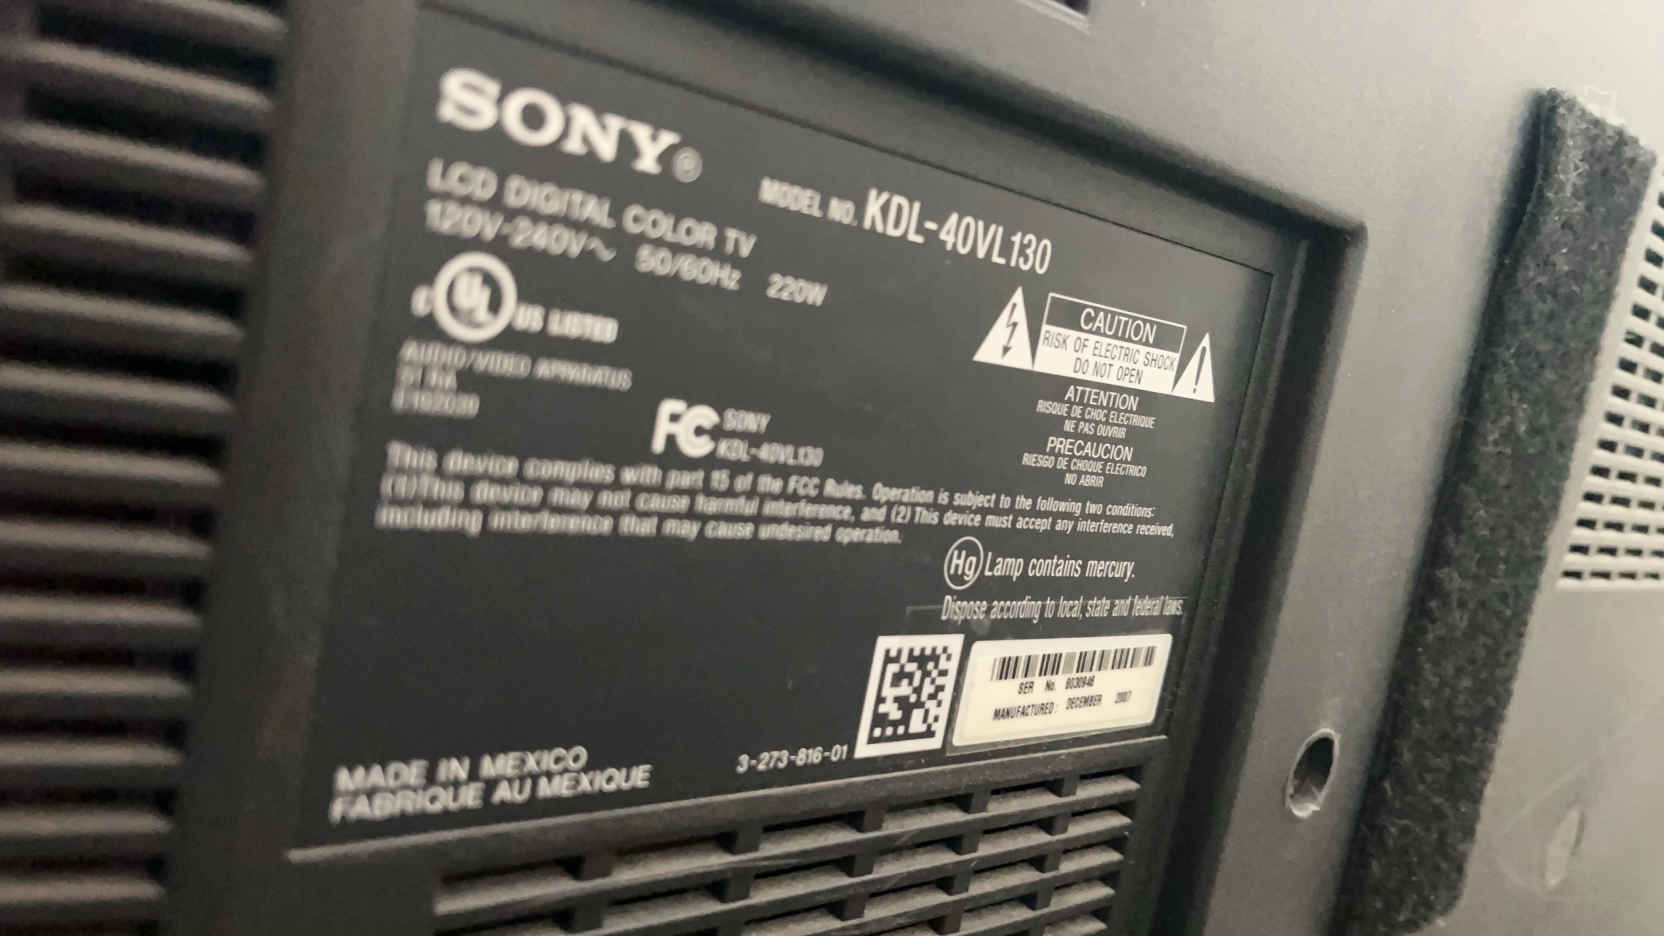 SONY®
MODEL NO. KDL-40VL130
LCD DIGITAL COLOR TV
120V-240V~ 50/60Hz 220W
C UL US LISTED
AUDIO/VIDEO APPARATUS
CAUTION
RISK OF ELECTRIC SHOCK
DO NOT OPEN
ATTENTION
RISQUE DE CHOC ELECTRIQUE
NE PAS OUVRIR
PRECAUCION
RIESGO DE CHOQUE ELECTRICO
NO ABRIR
FC SONY
KDL-40VL130
This device complies with part 15 of the FCC Rules. Operation is subject to the following two conditions:
(1)This device may not cause harmful interference, and (2) This device must accept any interference received,
including interference that may cause undesired operation.
Hg Lamp contains mercury.
Dispose according to local, state and federal laws.
SER No. 8030946
MANUFACTURED: DECEMBER 2007
3-273-816-01
MADE IN MEXICO
FABRIQUE AU MEXIQUE